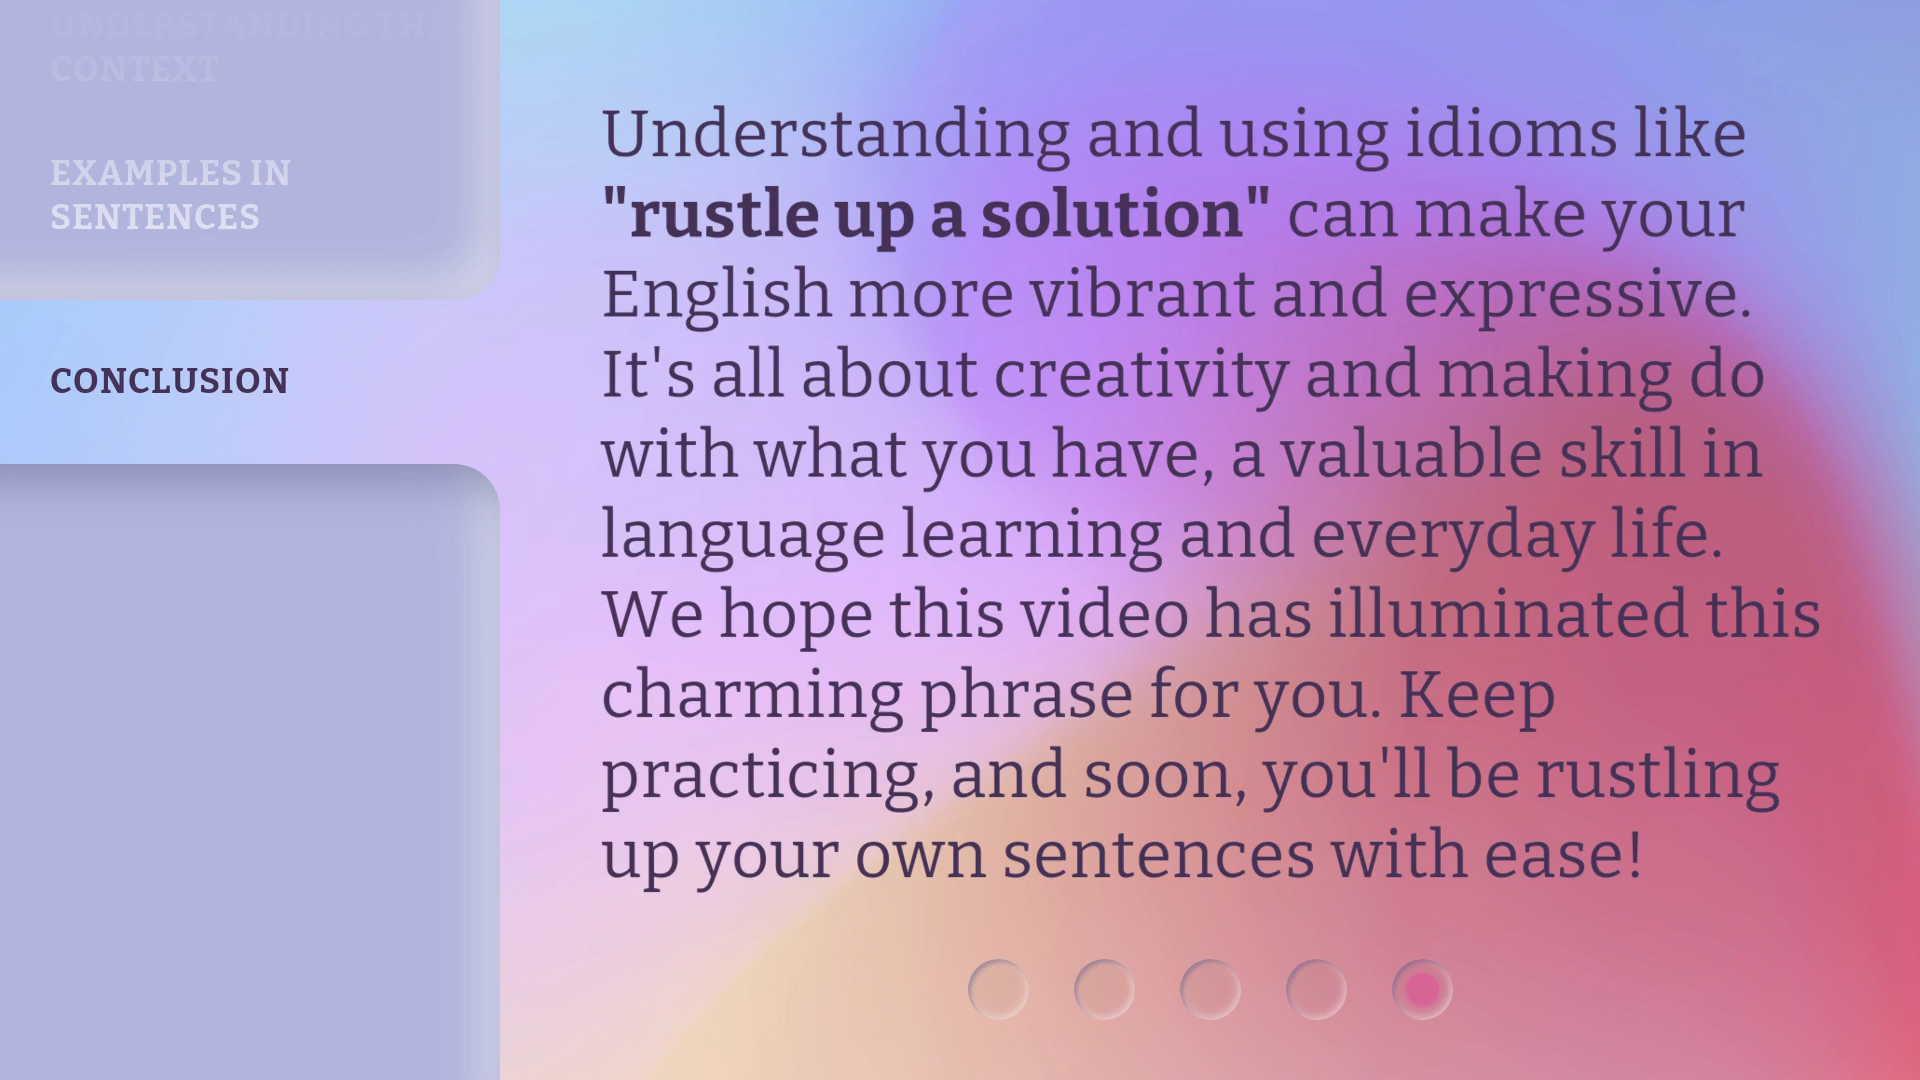 UNDERSTANDING THE
CONTEXT
EXAMPLES IN
SENTENCES
CONCLUSION
Understanding and using idioms like
"rustle up a solution" can make your
English more vibrant and expressive.
It's all about creativity and making do
with what you have, a valuable skill in
language learning and everyday life.
We hope this video has illuminated this
charming phrase for you. Keep
practicing, and soon, you'll be rustling
up your own sentences with ease!